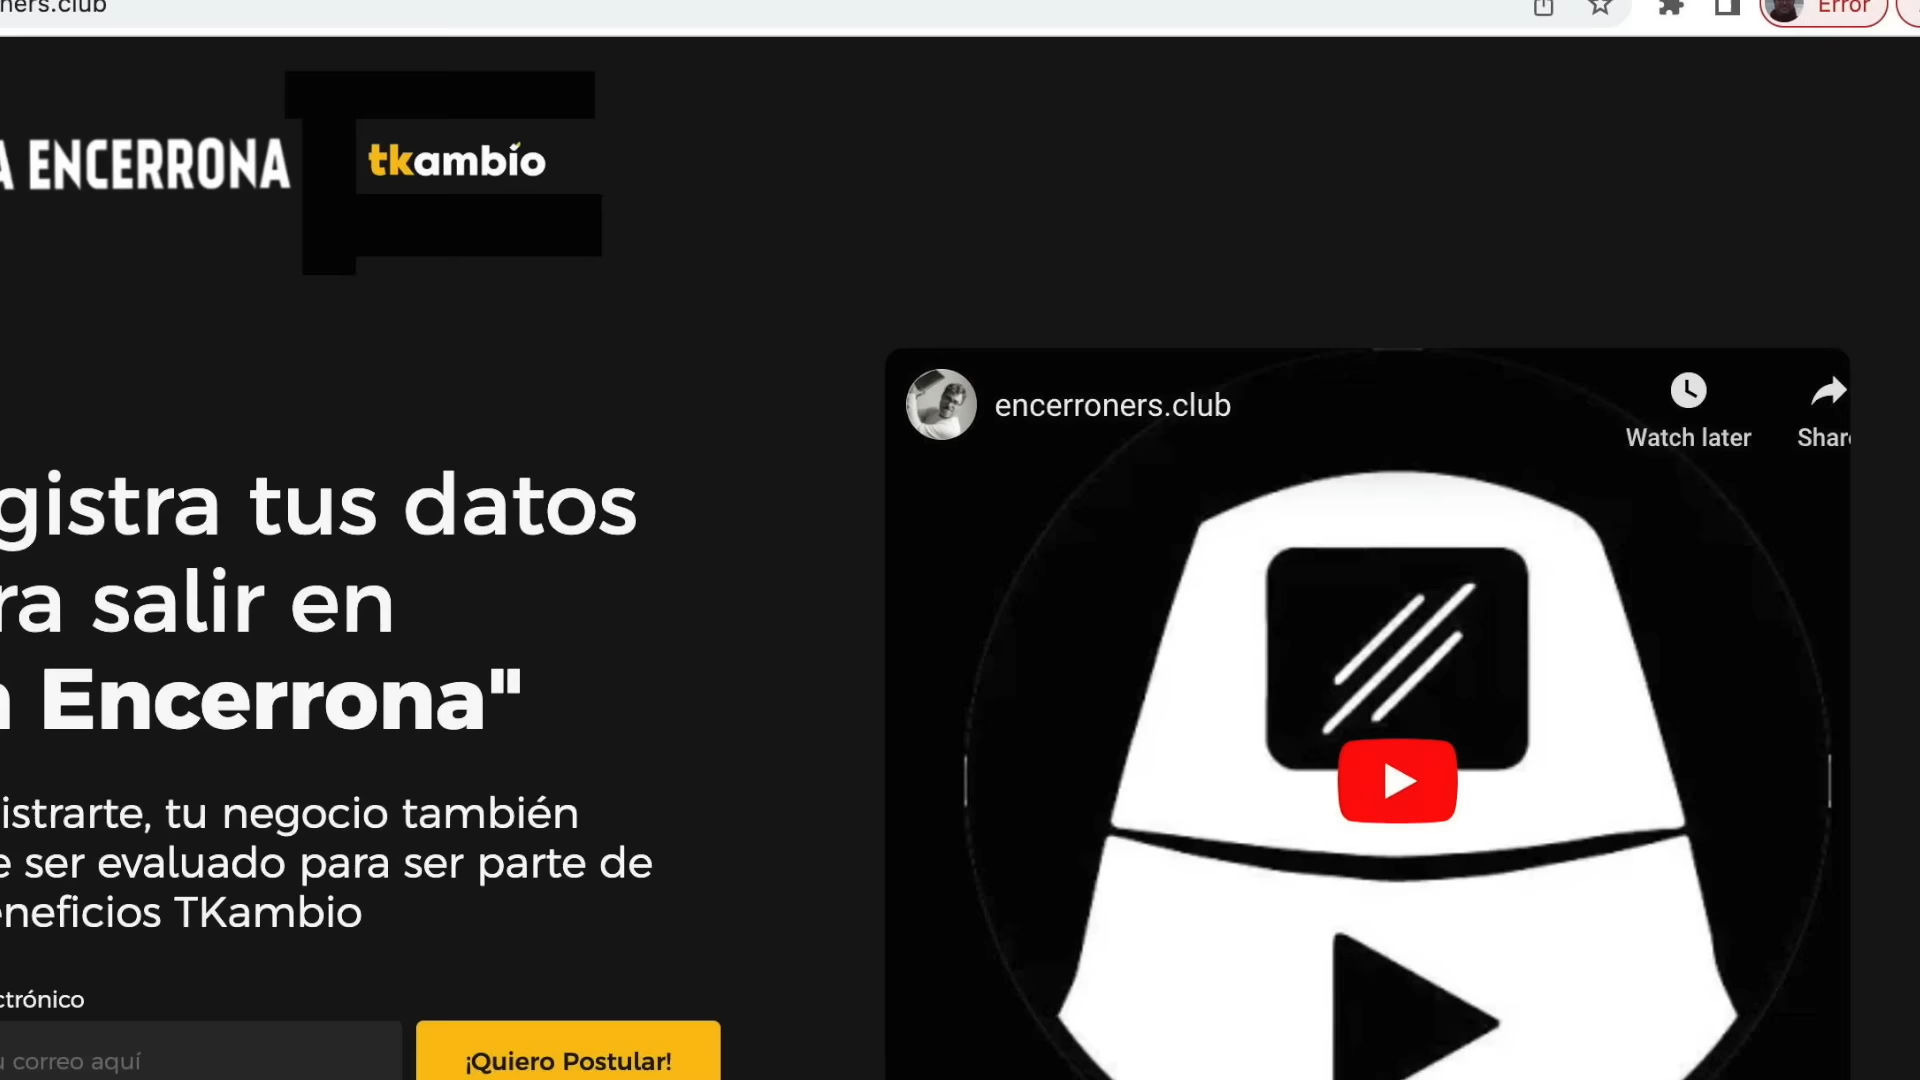 ners.club
Error
A ENCERRONA
tkambio
encerroners.club
Watch later
Shar
gistra tus datos
ra salir en
Encerrona"
istrarte, tu negocio también
e ser evaluado para ser parte de
eneficios TKambio
ctrónico
u correo aquí
¡Quiero Postular!